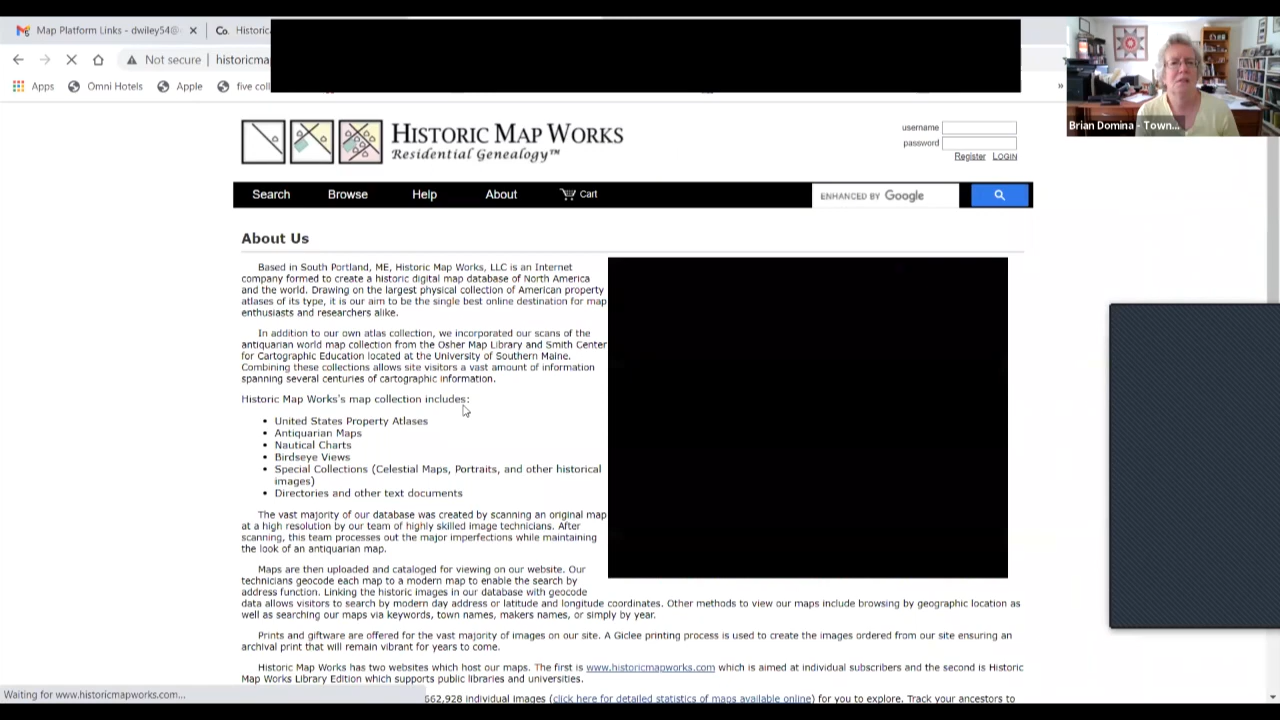 Map Platform Links - dwiley54@
Co. Historic
Not secure | historicma
Apps Omni Hotels Apple five coll
»
Brian Domina - Town...
HISTORIC MAP WORKS
Residential Genealogy™
username
password
Register LOGIN
Search Browse Help About Cart
ENHANCED BY Google
About Us
Based in South Portland, ME, Historic Map Works, LLC is an Internet
company formed to create a historic digital map database of North America
and the world. Drawing on the largest physical collection of American property
atlases of its type, it is our aim to be the single best online destination for map
enthusiasts and researchers alike.
In addition to our own atlas collection, we incorporated our scans of the
antiquarian world map collection from the Osher Map Library and Smith Center
for Cartographic Education located at the University of Southern Maine.
Combining these collections allows site visitors a vast amount of information
spanning several centuries of cartographic information.
Historic Map Works's map collection includes:
• United States Property Atlases
• Antiquarian Maps
• Nautical Charts
• Birdseye Views
• Special Collections (Celestial Maps, Portraits, and other historical
images)
• Directories and other text documents
The vast majority of our database was created by scanning an original map
at a high resolution by our team of highly skilled image technicians. After
scanning, this team processes out the major imperfections while maintaining
the look of an antiquarian map.
Maps are then uploaded and cataloged for viewing on our website. Our
technicians geocode each map to a modern map to enable the search by
address function. Linking the historic images in our database with geocode
data allows visitors to search by modern day address or latitude and longitude coordinates. Other methods to view our maps include browsing by geographic location as
well as searching our maps via keywords, town names, makers names, or simply by year.
Prints and giftware are offered for the vast majority of images on our site. A Giclee printing process is used to create the images ordered from our site ensuring an
archival print that will remain vibrant for years to come.
Historic Map Works has two websites which host our maps. The first is www.historicmapworks.com which is aimed at individual subscribers and the second is Historic
Map Works Library Edition which supports public libraries and universities.
Waiting for www.historicmapworks.com...
662,928 individual images (click here for detailed statistics of maps available online) for you to explore. Track your ancestors to